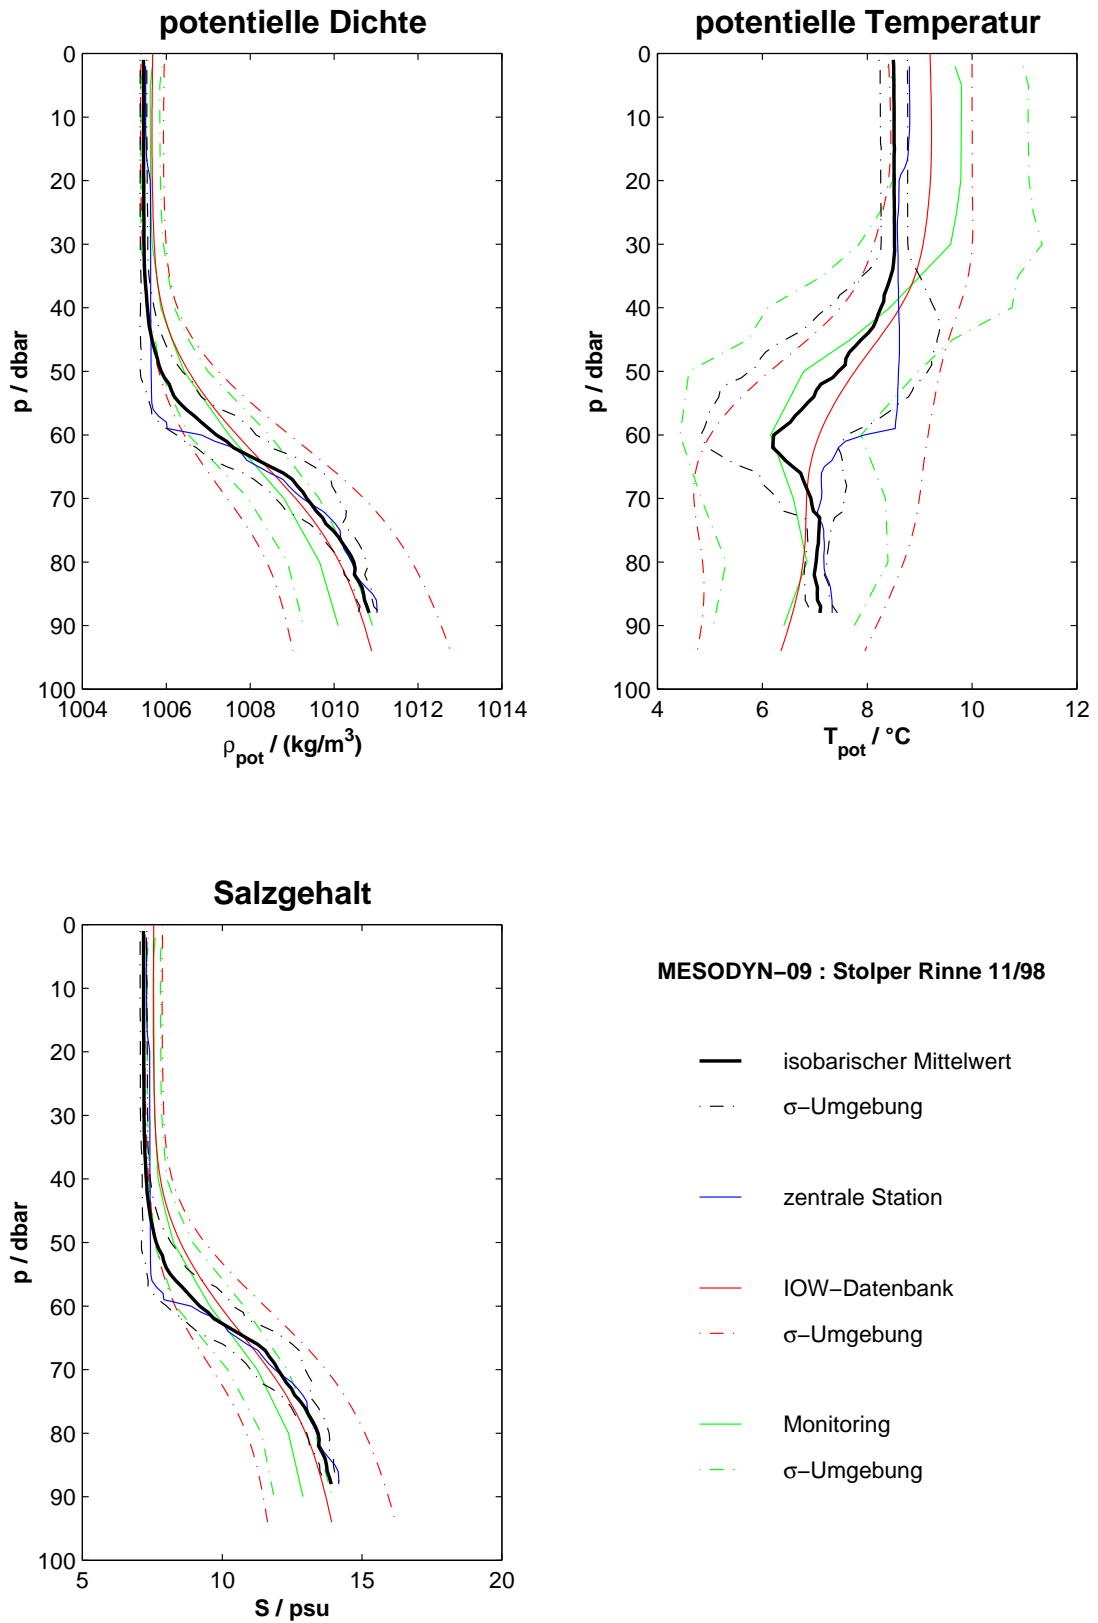 potentielle Dichte
0
10
20
30
40
50
60
70
80
90
100
p / dbar
1004 1006 1008 1010 1012 1014
ρpot / (kg/m3)
potentielle Temperatur
0
10
20
30
40
50
60
70
80
90
100
p / dbar
4 6 8 10 12
Tpot / °C
Salzgehalt
0
10
20
30
40
50
60
70
80
90
100
p / dbar
5 10 15 20
S / psu
MESODYN−09 : Stolper Rinne 11/98
isobarischer Mittelwert
σ−Umgebung
zentrale Station
IOW−Datenbank
σ−Umgebung
Monitoring
σ−Umgebung